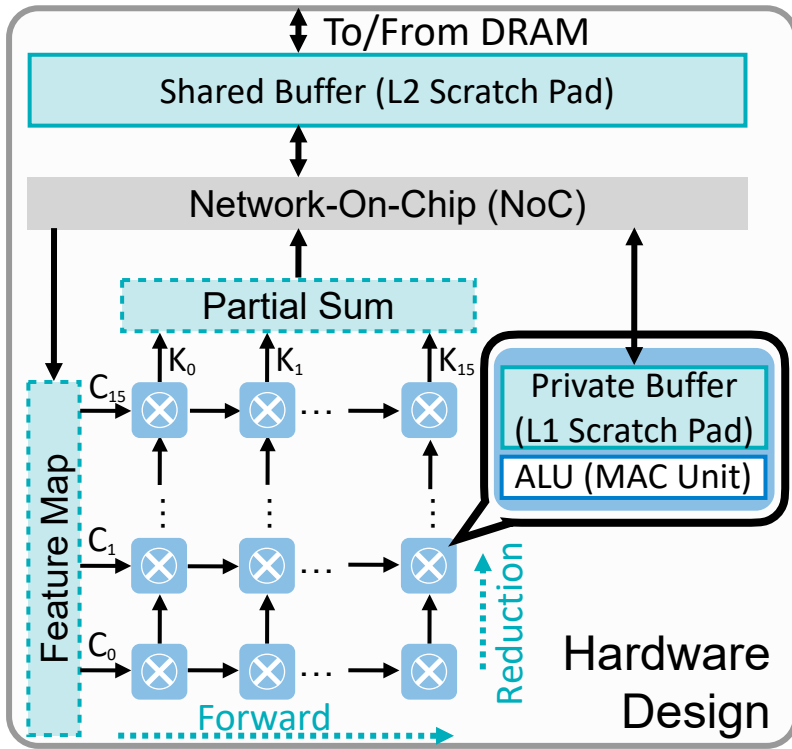 To/From DRAM
Shared Buffer (L2 Scratch Pad)
Network-On-Chip (NoC)
Partial Sum
K₀
K₁
K₁₅
C₁₅
Private Buffer
(L1 Scratch Pad)
ALU (MAC Unit)
...
Feature Map
C₁
...
C₀
...
Reduction
Forward
Hardware
Design